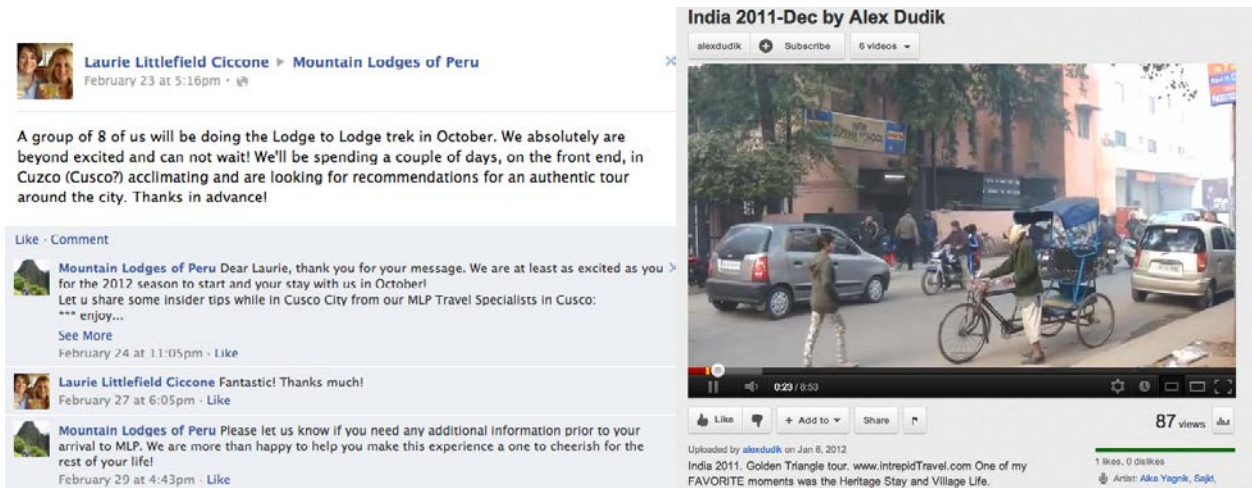 Laurie Littlefield Ciccone ▸ Mountain Lodges of Peru
February 23 at 5:16pm ·
A group of 8 of us will be doing the Lodge to Lodge trek in October. We absolutely are
beyond excited and can not wait! We'll be spending a couple of days, on the front end, in
Cuzco (Cusco?) acclimating and are looking for recommendations for an authentic tour
around the city. Thanks in advance!
Like · Comment
Mountain Lodges of Peru Dear Laurie, thank you for your message. We are at least as excited as you
for the 2012 season to start and your stay with us in October!
Let u share some insider tips while in Cusco City from our MLP Travel Specialists in Cusco:
*** enjoy...
See More
February 24 at 11:05pm · Like
Laurie Littlefield Ciccone Fantastic! Thanks much!
February 27 at 6:05pm · Like
Mountain Lodges of Peru Please let us know if you need any additional information prior to your
arrival to MLP. We are more than happy to help you make this experience a one to cherish for the
rest of your life!
February 29 at 4:43pm · Like
India 2011-Dec by Alex Dudik
alexdudik Subscribe 6 videos
NEW
SCHOOL
0:23 / 8:53
Like + Add to Share 87 views
Uploaded by alexdudik on Jan 6, 2012
India 2011. Golden Triangle tour. www.intrepidTravel.com One of my
FAVORITE moments was the Heritage Stay and Village Life.
1 likes, 0 dislikes
Artist: Alka Yagnik, Sajid,